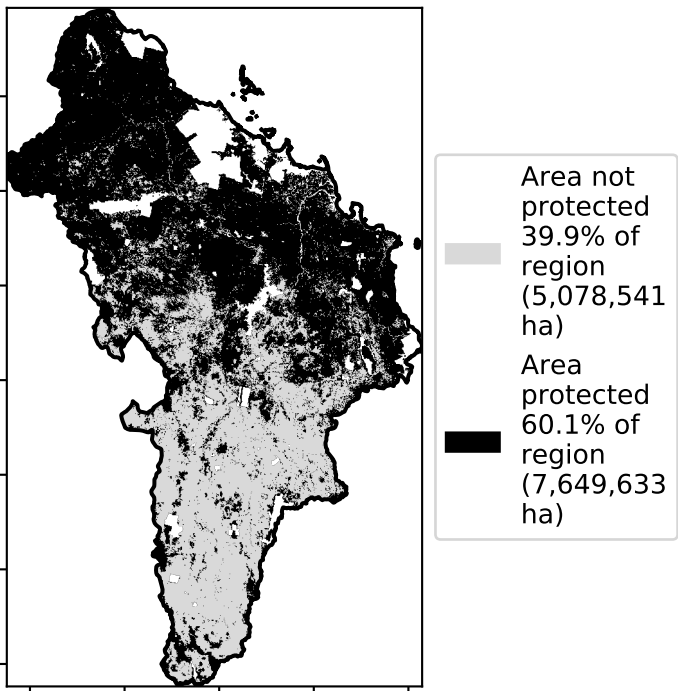 Area not
protected
39.9% of
region
(5,078,541
ha)
Area
protected
60.1% of
region
(7,649,633
ha)